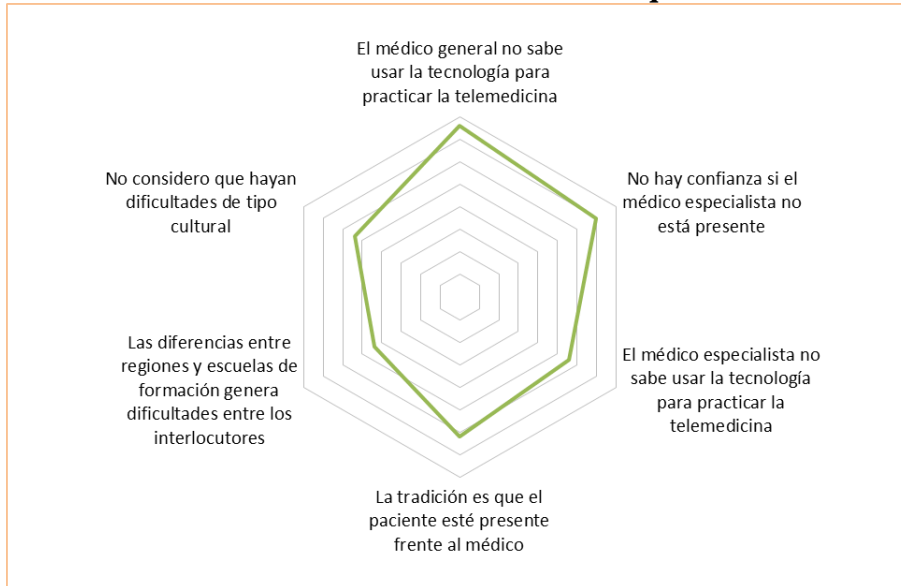 El médico general no sabe
usar la tecnología para
practicar la telemedicina
No hay confianza si el
médico especialista no
está presente
El médico especialista no
sabe usar la tecnología
para practicar la
telemedicina
La tradición es que el
paciente esté presente
frente al médico
Las diferencias entre
regiones y escuelas de
formación genera
dificultades entre los
interlocutores
No considero que hayan
dificultades de tipo
cultural